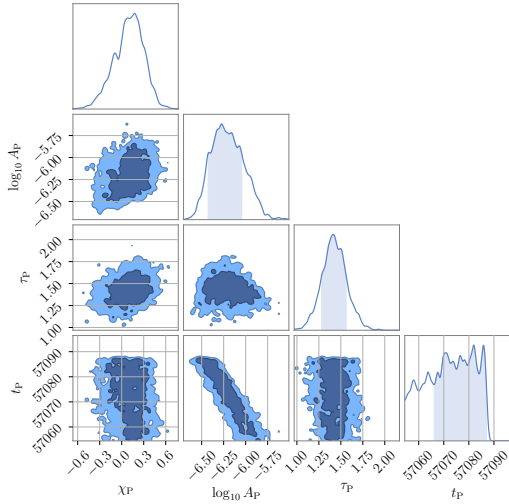 log₁₀ A_P
−5.75
−6.00
−6.25
−6.50
τ_P
2.00
1.75
1.50
1.25
1.00
t_P
57090
57080
57070
57060
−0.6 −0.3 0.0 0.3 0.6
−6.50 −6.25 −6.00 −5.75
1.00 1.25 1.50 1.75 2.00
57060 57070 57080 57090
χ_P
log₁₀ A_P
τ_P
t_P